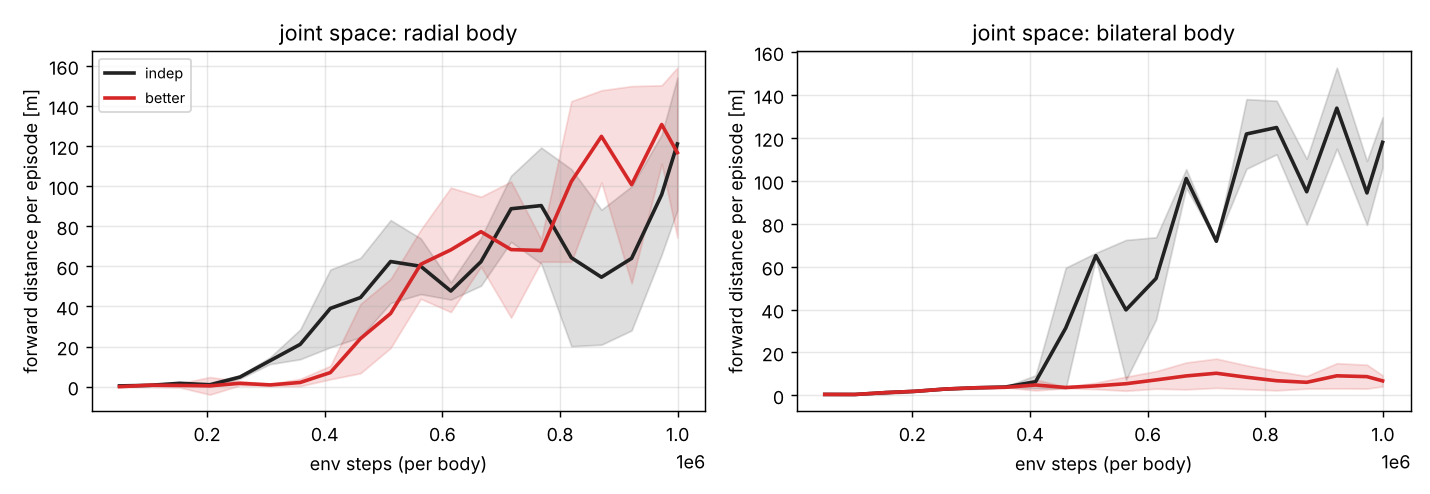 joint space: radial body
forward distance per episode [m]
160
140
120
100
80
60
40
20
0
indep
better
0.2
0.4
0.6
0.8
1.0
1e6
env steps (per body)
joint space: bilateral body
forward distance per episode [m]
160
140
120
100
80
60
40
20
0
0.2
0.4
0.6
0.8
1.0
1e6
env steps (per body)